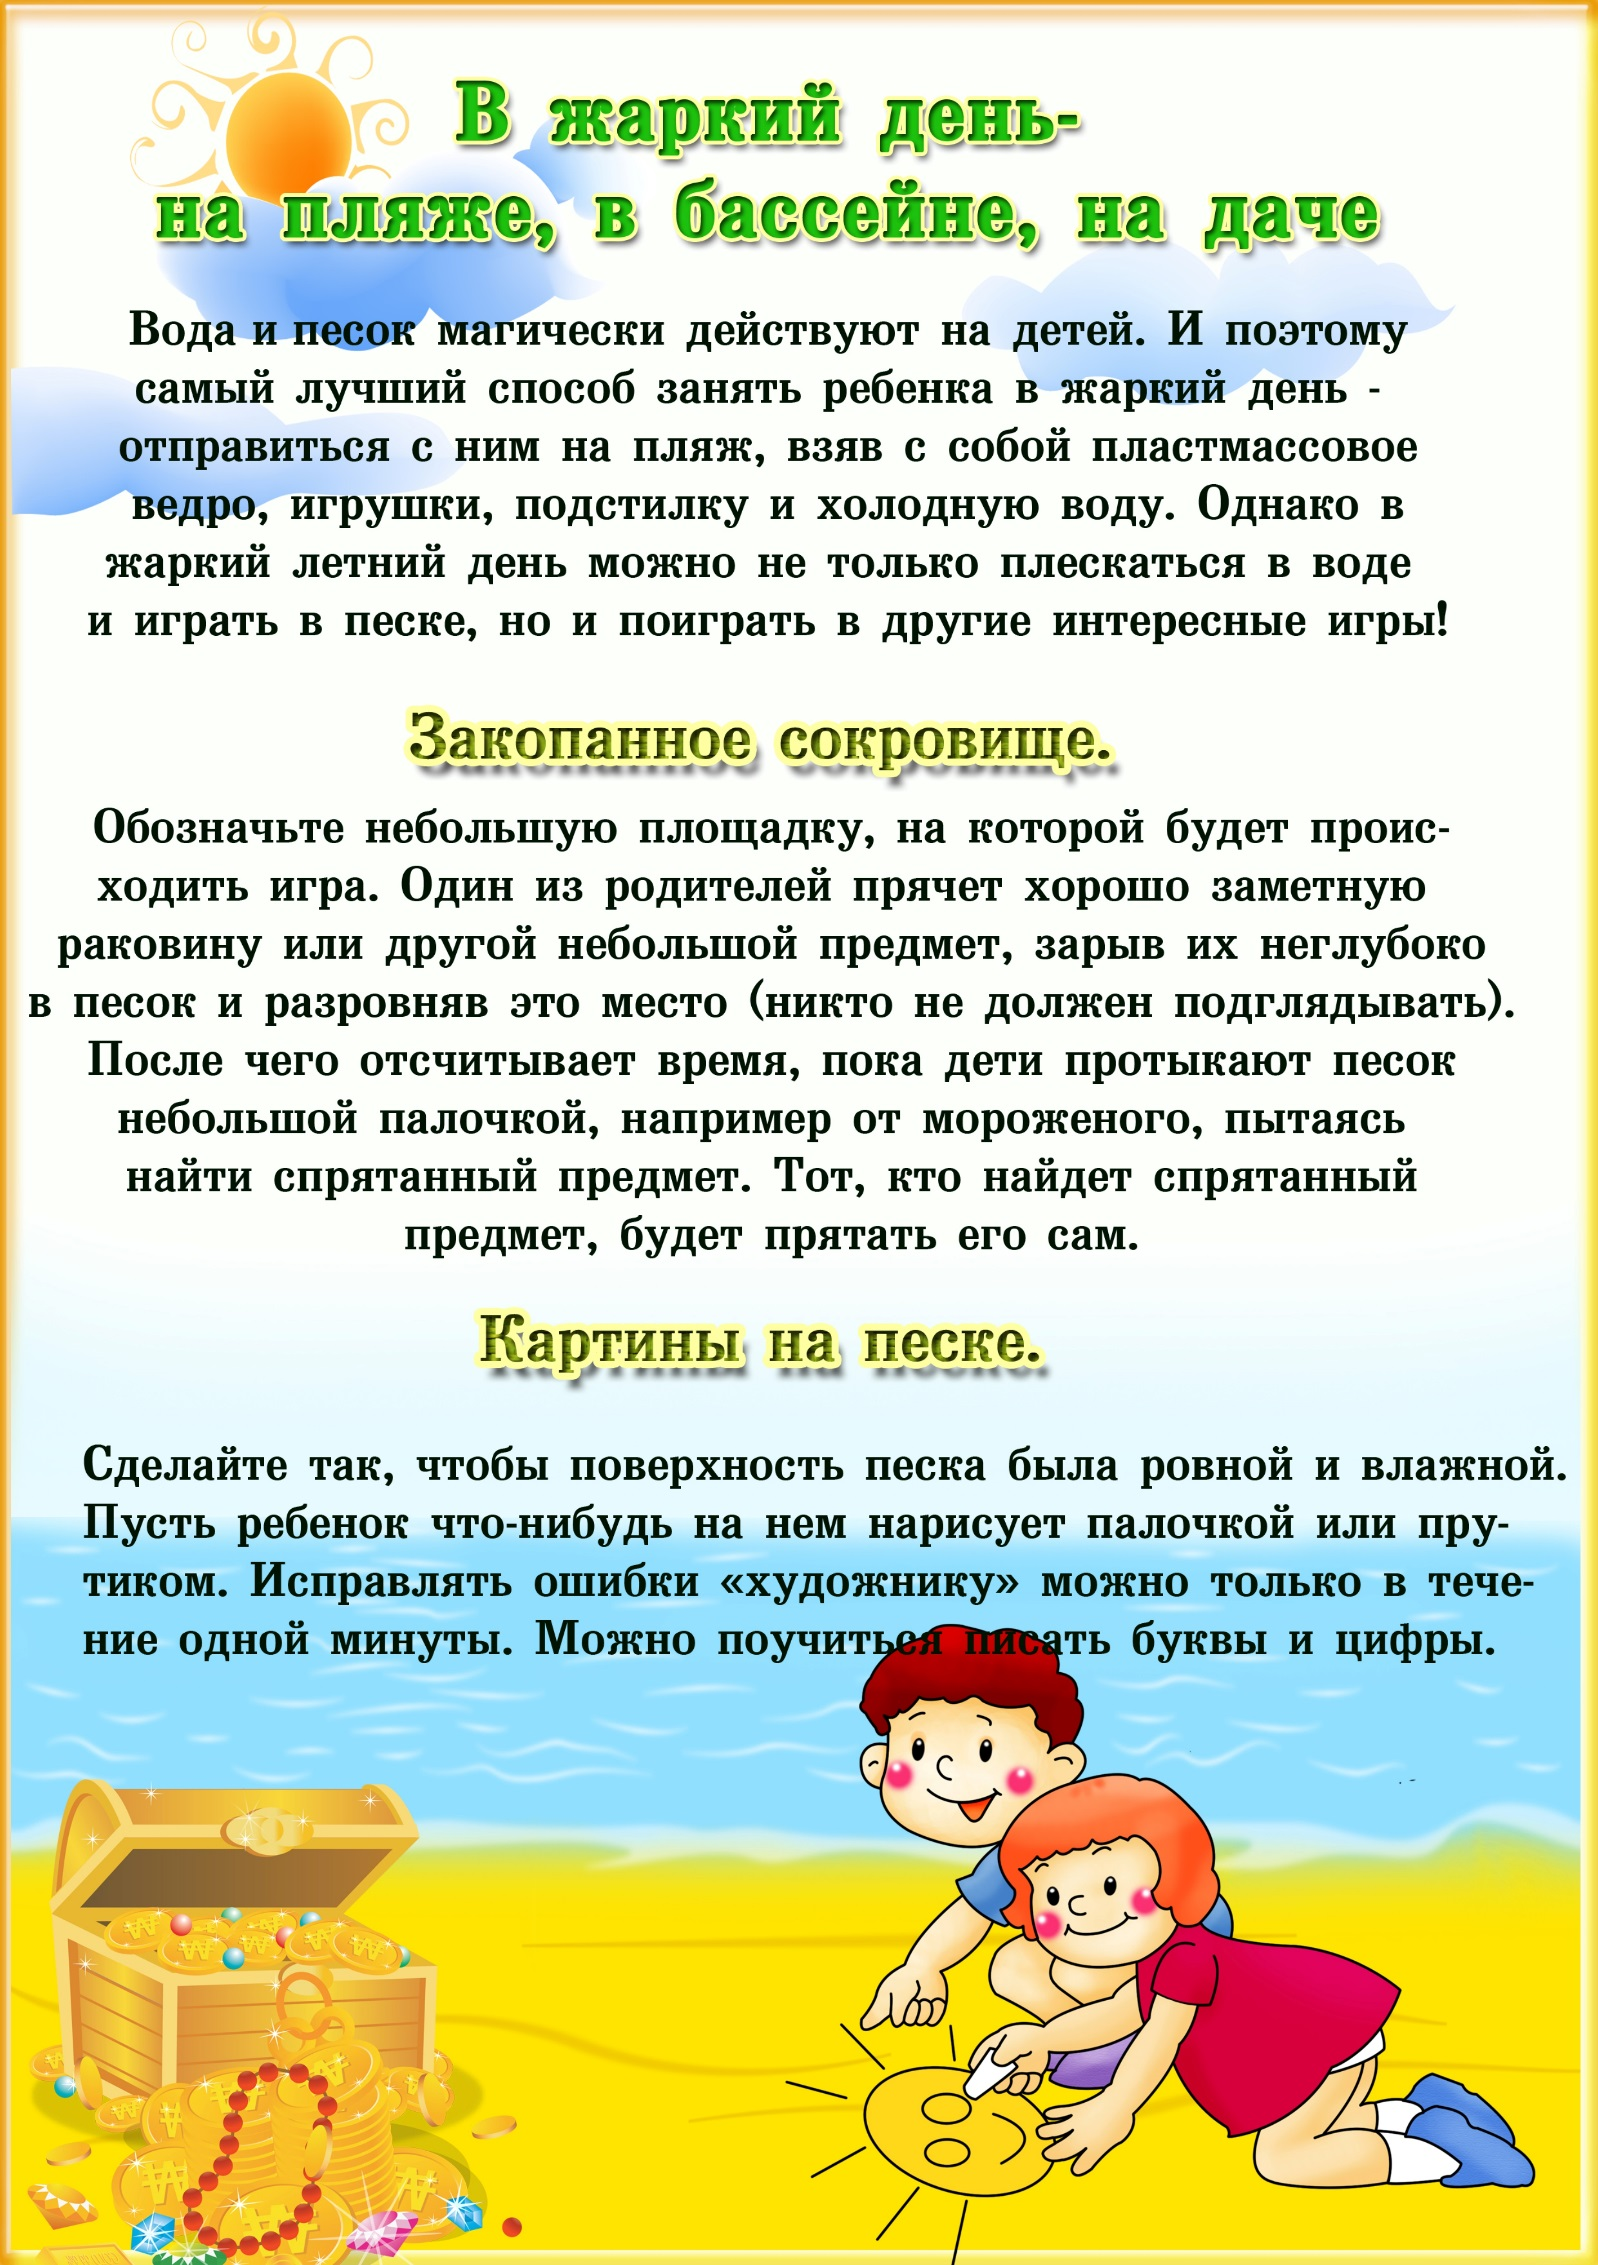 В жаркий день-
на пляже, в бассейне, на даче
Вода и песок магически действуют на детей. И поэтому
самый лучший способ занять ребенка в жаркий день -
отправиться с ним на пляж, взяв с собой пластмассовое
ведро, игрушки, подстилку и холодную воду. Однако в
жаркий летний день можно не только плескаться в воде
и играть в песке, но и поиграть в другие интересные игры!
Закопанное сокровище.
Обозначьте небольшую площадку, на которой будет проис-
ходить игра. Один из родителей прячет хорошо заметную
раковину или другой небольшой предмет, зарыв их неглубоко
в песок и разровняв это место (никто не должен подглядывать).
После чего отсчитывает время, пока дети протыкают песок
небольшой палочкой, например от мороженого, пытаясь
найти спрятанный предмет. Тот, кто найдет спрятанный
предмет, будет прятать его сам.
Картины на песке.
Сделайте так, чтобы поверхность песка была ровной и влажной.
Пусть ребенок что-нибудь на нем нарисует палочкой или пру-
тиком. Исправлять ошибки «художнику» можно только в тече-
ние одной минуты. Можно поучиться писать буквы и цифры.